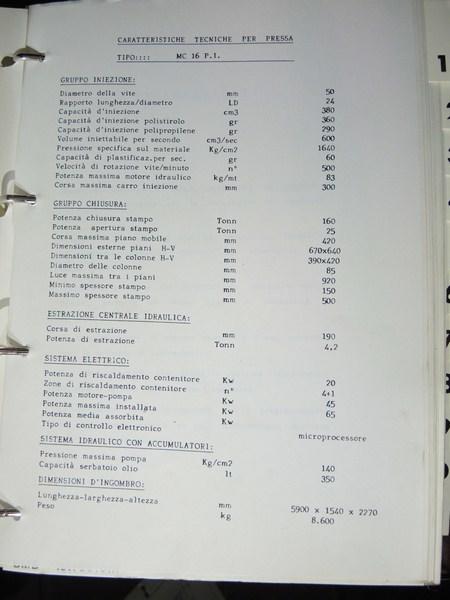 CARATTERISTICHE TECNICHE PER PRESSA
TIPO:::: MC 16 P.I.
GRUPPO INIEZIONE:
Diametro della vite mm 50
Rapporto lunghezza/diametro LD 24
Capacità d'iniezione cm3 380
Capacità d'iniezione polistirolo gr 360
Capacità d'iniezione polipropilene gr 290
Volume iniettabile per secondo cm3/sec 600
Pressione specifica sul materiale Kg/cm2 1640
Capacità di plastificaz.per sec. gr 60
Velocità di rotazione vite/minuto n° 500
Potenza massima motore idraulico kg/mt 83
Corsa massima carro iniezione mm 300
GRUPPO CHIUSURA:
Potenza chiusura stampo Tonn 160
Potenza apertura stampo Tonn 25
Corsa massima piano mobile mm 420
Dimensioni esterne piani H-V mm 670x640
Dimensioni tra le colonne H-V mm 390x420
Diametro delle colonne mm 85
Luce massima tra i piani mm 920
Minimo spessore stampo mm 150
Massimo spessore stampo mm 500
ESTRAZIONE CENTRALE IDRAULICA:
Corsa di estrazione mm 190
Potenza di estrazione Tonn 4,2
SISTEMA ELETTRICO:
Potenza di riscaldamento contenitore Kw 20
Zone di riscaldamento contenitore n° 4+1
Potenza motore-pompa Kw 45
Potenza massima installata Kw 65
Potenza media assorbita Kw
Tipo di controllo elettronico microprocessore
SISTEMA IDRAULICO CON ACCUMULATORI:
Pressione massima pompa Kg/cm2 140
Capacità serbatoio olio lt 350
DIMENSIONI D'INGOMBRO:
Lunghezza-larghezza-altezza mm 5900 x 1540 x 2270
Peso kg 8.600
1